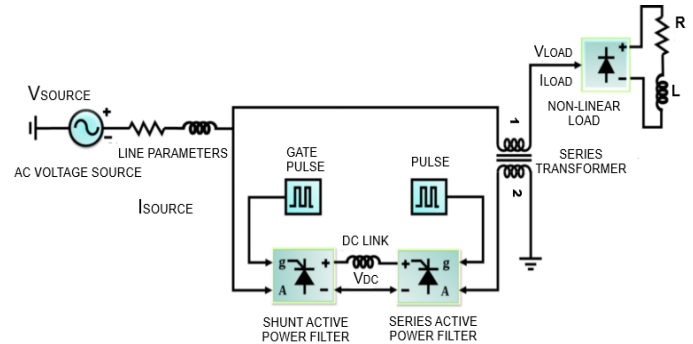 R
VLOAD
ILOAD
L
NON-LINEAR
LOAD
VSOURCE
+
-
LINE PARAMETERS
AC VOLTAGE SOURCE
ISOURCE
GATE
PULSE
PULSE
1
2
SERIES
TRANSFORMER
DC LINK
VDC
g
A
+
-
+
-
g
A
+
-
SHUNT ACTIVE
POWER FILTER
SERIES ACTIVE
POWER FILTER